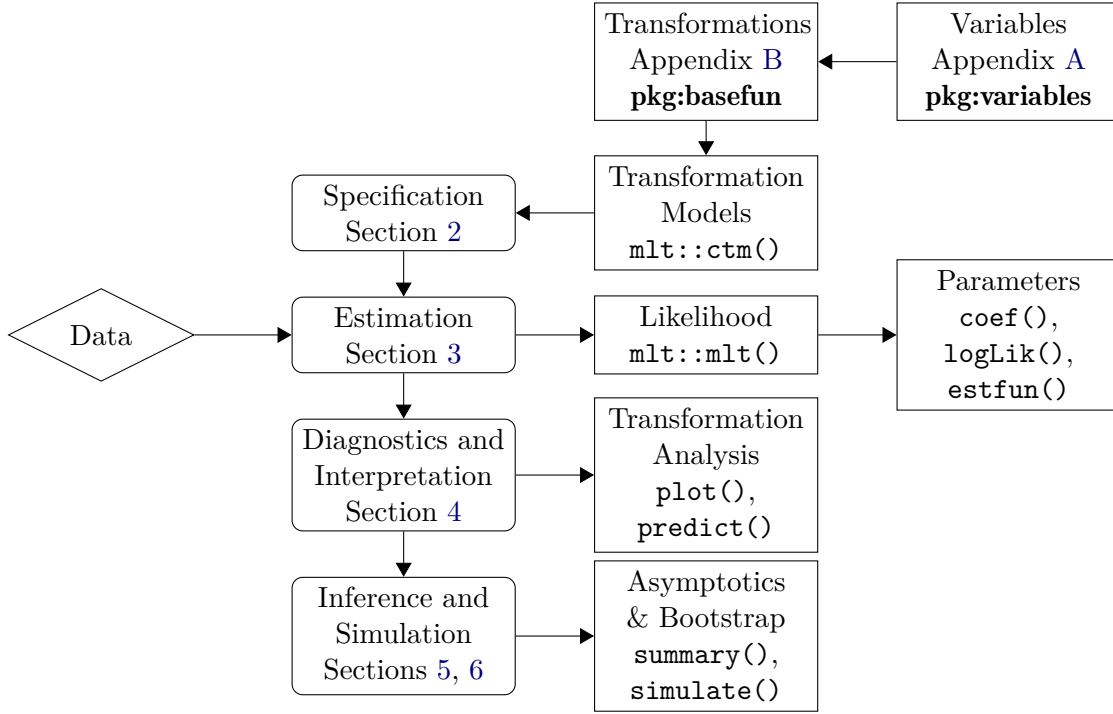 Transformations
Appendix B
pkg:basefun
Variables
Appendix A
pkg:variables
Specification
Section 2
Transformation
Models
mlt::ctm()
Data
Estimation
Section 3
Likelihood
mlt::mlt()
Parameters
coef(),
logLik(),
estfun()
Diagnostics and
Interpretation
Section 4
Transformation
Analysis
plot(),
predict()
Inference and
Simulation
Sections 5, 6
Asymptotics
& Bootstrap
summary(),
simulate()